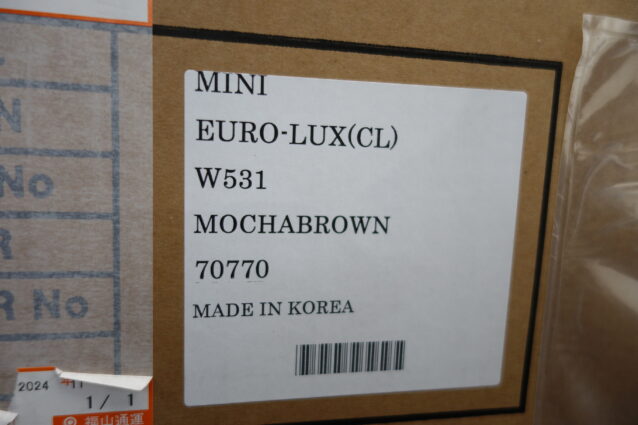 MINI
EURO-LUX(CL)
W531
MOCHABROWN
70770
MADE IN KOREA
N
No
R
R No
2024
11
1/ 1
福山通運